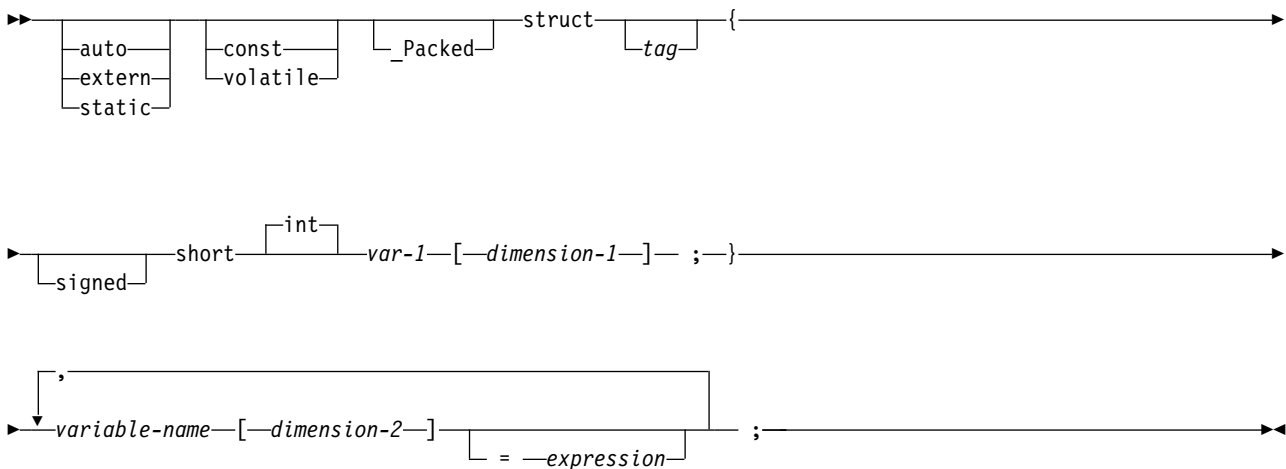 struct {
auto const _Packed tag
extern volatile
static
int
short var-1 [ dimension-1 ] ; }
signed
,
variable-name [ dimension-2 ] ;
= expression